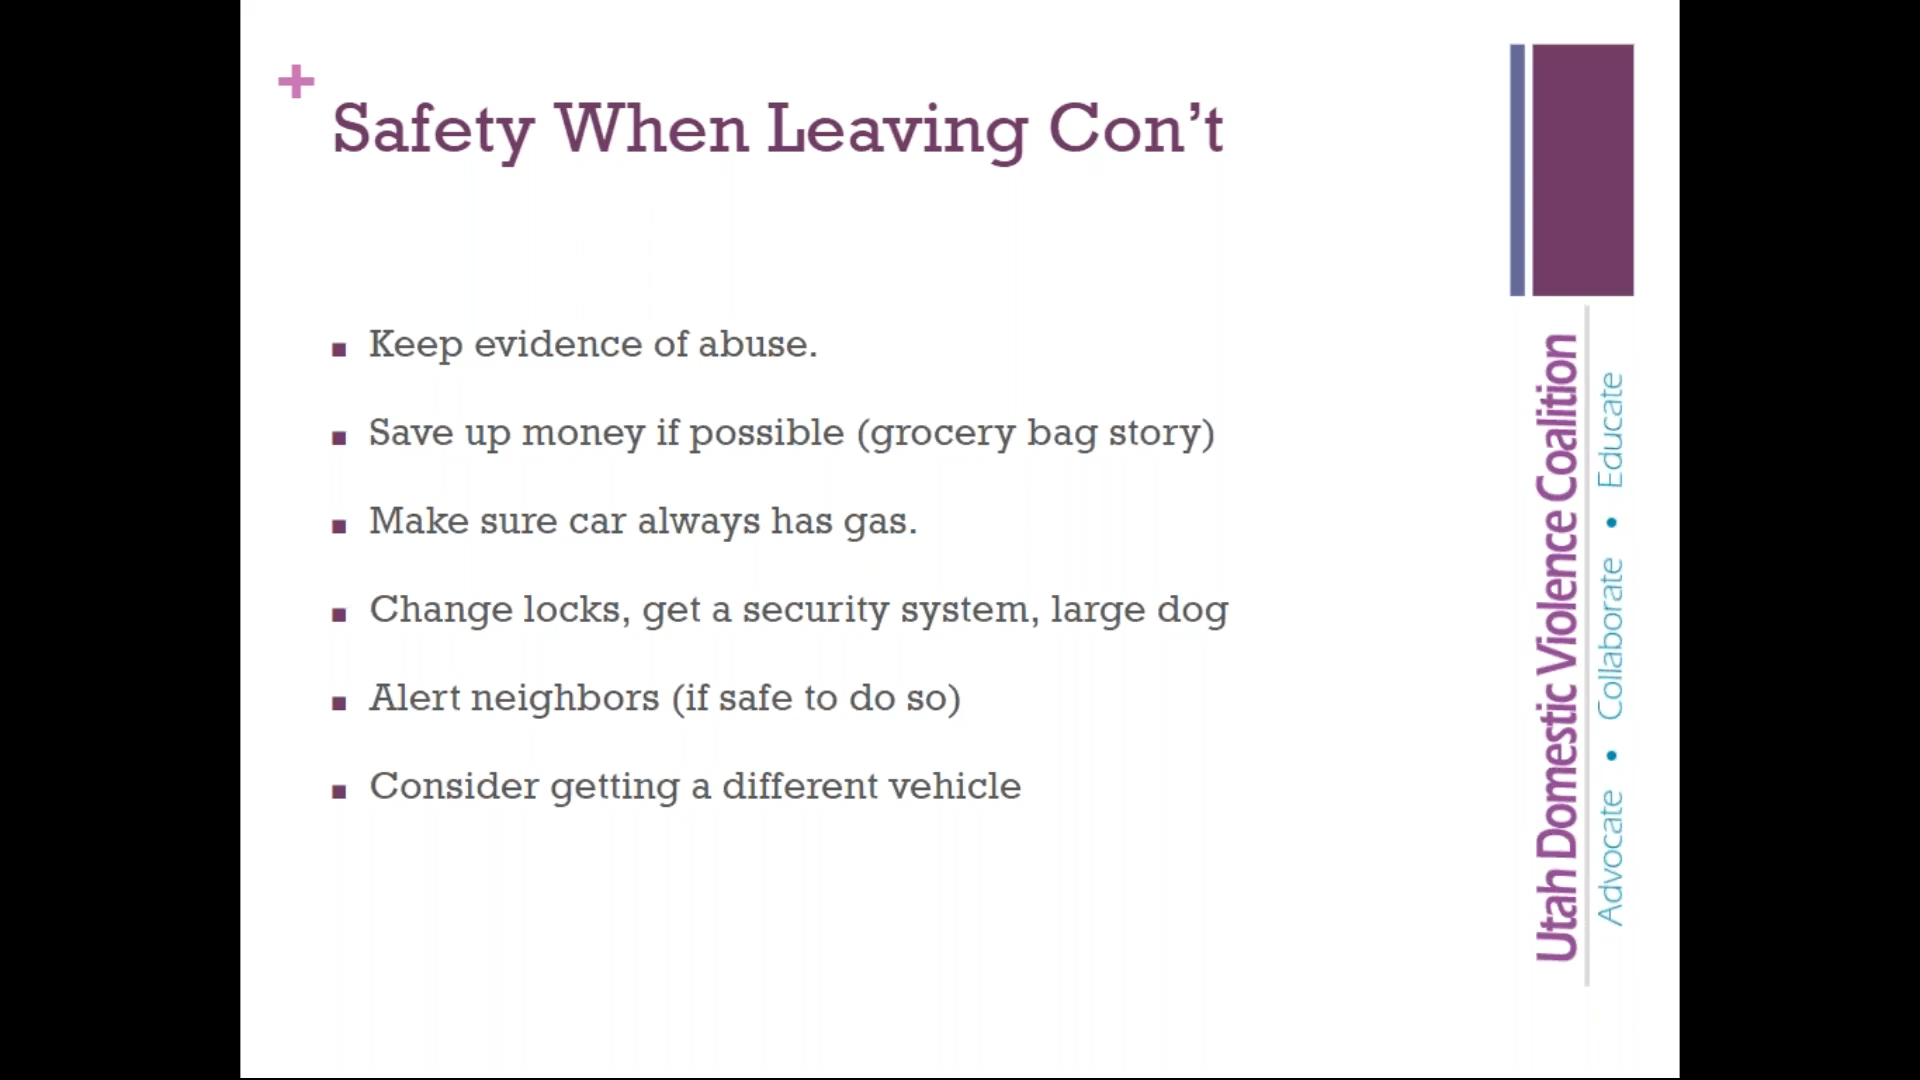 +
Safety When Leaving Con’t
■ Keep evidence of abuse.
■ Save up money if possible (grocery bag story)
■ Make sure car always has gas.
■ Change locks, get a security system, large dog
■ Alert neighbors (if safe to do so)
■ Consider getting a different vehicle
Utah Domestic Violence Coalition
Advocate • Collaborate • Educate